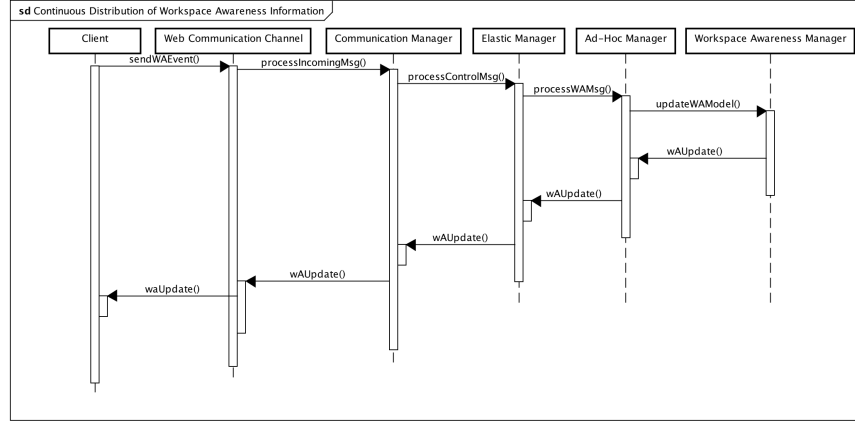 sd Continuous Distribution of Workspace Awareness Information
Client
Web Communication Channel
Communication Manager
Elastic Manager
Ad-Hoc Manager
Workspace Awareness Manager
sendWAEvent()
processIncomingMsg()
processControlMsg()
processWAMsg()
updateWAModel()
wAUpdate()
wAUpdate()
wAUpdate()
wAUpdate()
waUpdate()